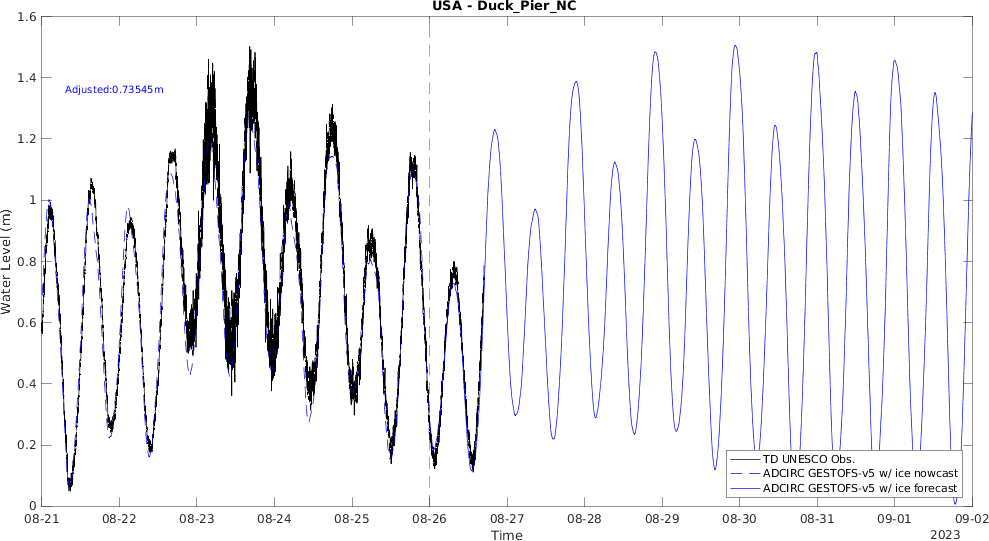 USA - Duck_Pier_NC
Adjusted:0.73545m
Water Level (m)
1.6
1.4
1.2
1
0.8
0.6
0.4
0.2
0
TD UNESCO Obs.
ADCIRC GESTOFS-v5 w/ ice nowcast
ADCIRC GESTOFS-v5 w/ ice forecast
08-21 08-22 08-23 08-24 08-25 08-26 08-27 08-28 08-29 08-30 08-31 09-01 09-02
Time
2023